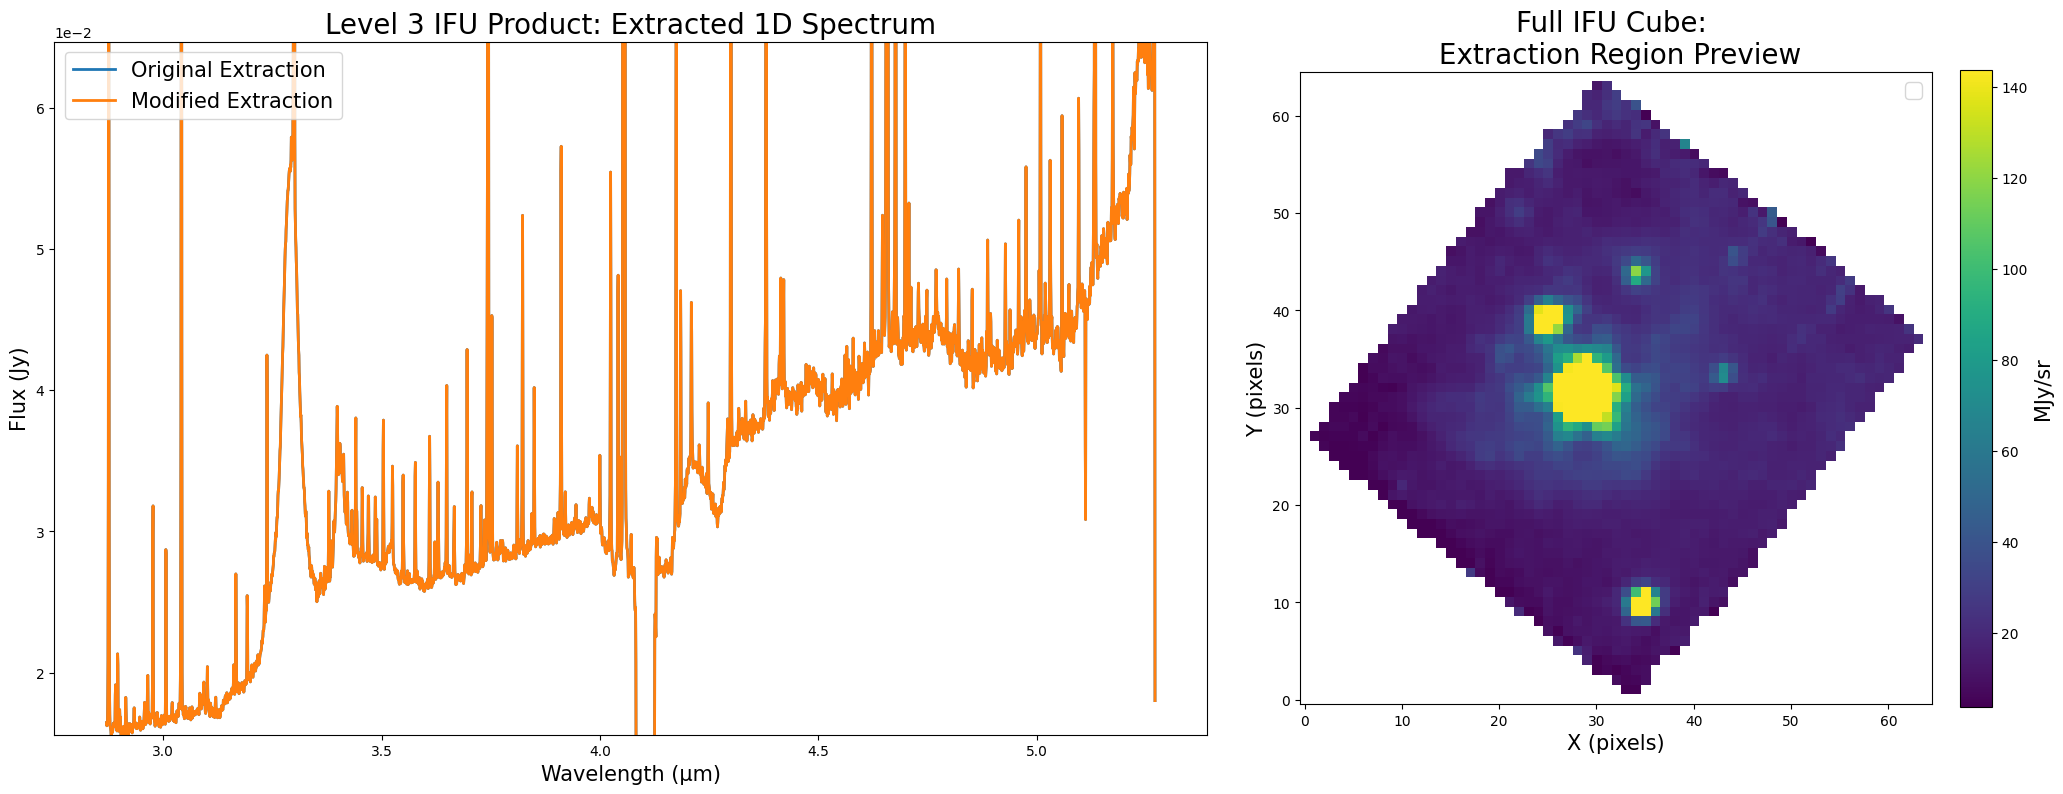 Level 3 IFU Product: Extracted 1D Spectrum
1e−2
Original Extraction
Modified Extraction
6
5
4
3
2
Flux (Jy)
3.0
3.5
4.0
4.5
5.0
Wavelength (μm)
Full IFU Cube:
Extraction Region Preview
60
50
40
30
20
10
0
Y (pixels)
0
10
20
30
40
50
60
X (pixels)
140
120
100
80
60
40
20
MJy/sr